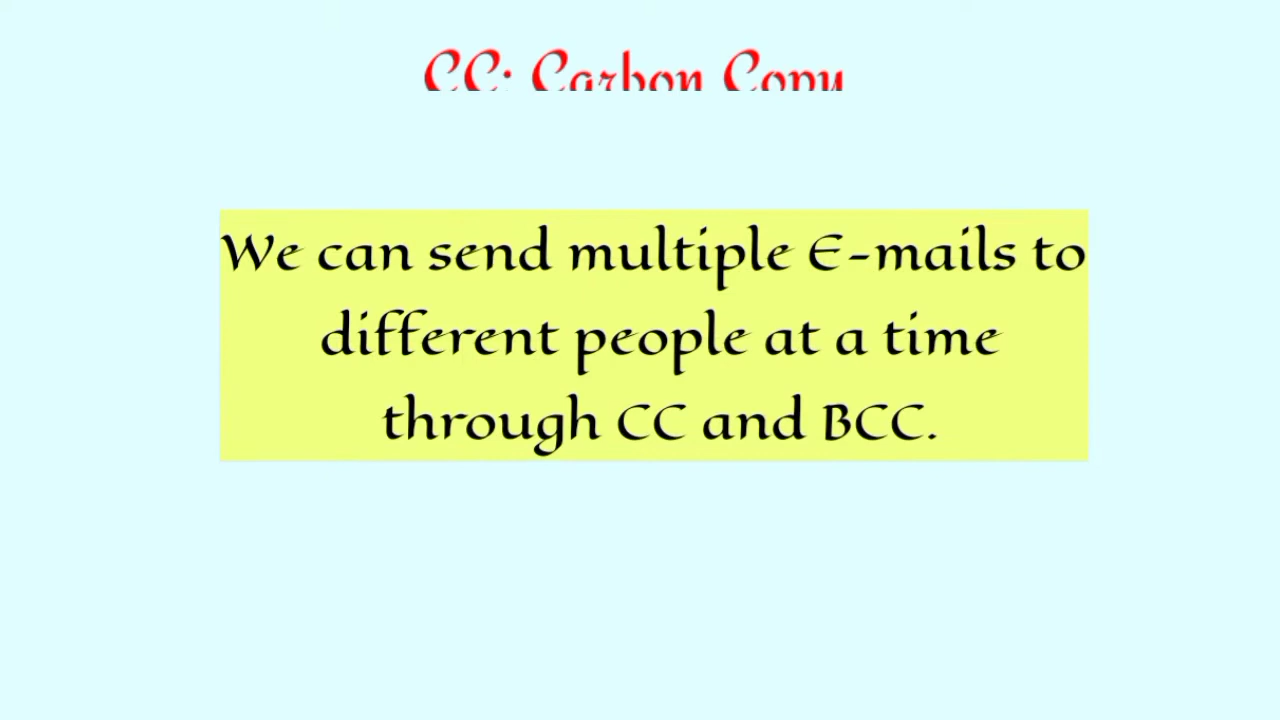 CC: Carbon Copy
We can send multiple E-mails to
different people at a time
through CC and BCC.